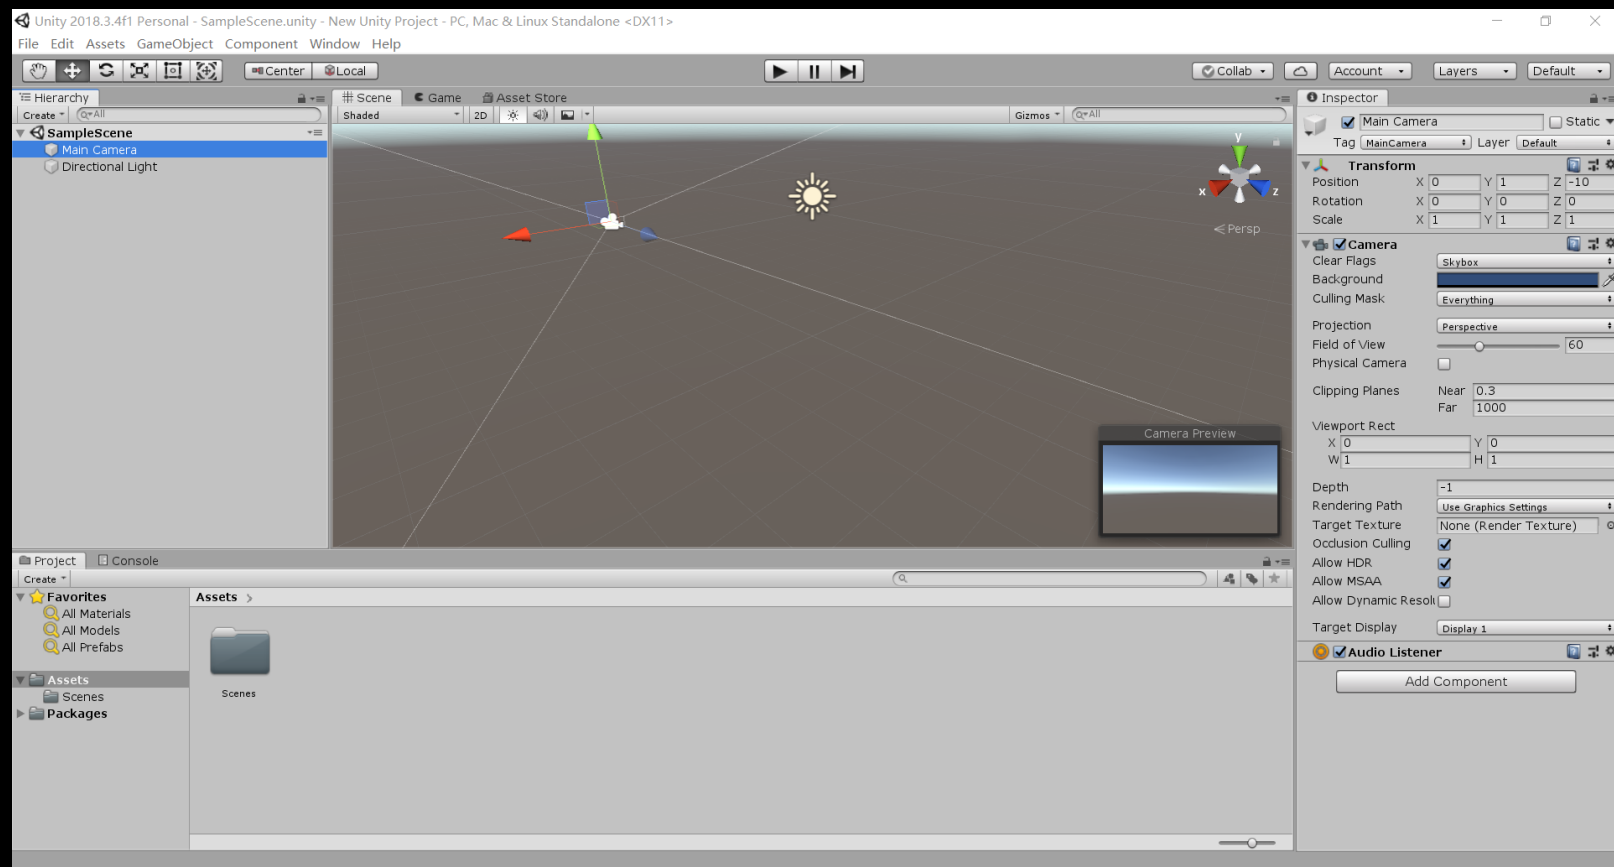 Unity 2018.3.4f1 Personal - SampleScene.unity - New Unity Project - PC, Mac & Linux Standalone <DX11>
File Edit Assets GameObject Component Window Help
Center Local Collab Account Layers Default
Hierarchy
Create All
SampleScene
Main Camera
Directional Light
Scene Game Asset Store
Shaded 2D Gizmos All
y
x z
Persp
Camera Preview
Inspector
Main Camera Static
Tag MainCamera Layer Default
Transform
Position X 0 Y 1 Z -10
Rotation X 0 Y 0 Z 0
Scale X 1 Y 1 Z 1
Camera
Clear Flags Skybox
Background
Culling Mask Everything
Projection Perspective
Field of View 60
Physical Camera
Clipping Planes Near 0.3
Far 1000
Viewport Rect
X 0 Y 0
W 1 H 1
Depth -1
Rendering Path Use Graphics Settings
Target Texture None (Render Texture)
Occlusion Culling
Allow HDR
Allow MSAA
Allow Dynamic Resolu
Target Display Display 1
Audio Listener
Add Component
Project Console
Create
Favorites
All Materials
All Models
All Prefabs
Assets
Scenes
Packages
Assets >
Scenes